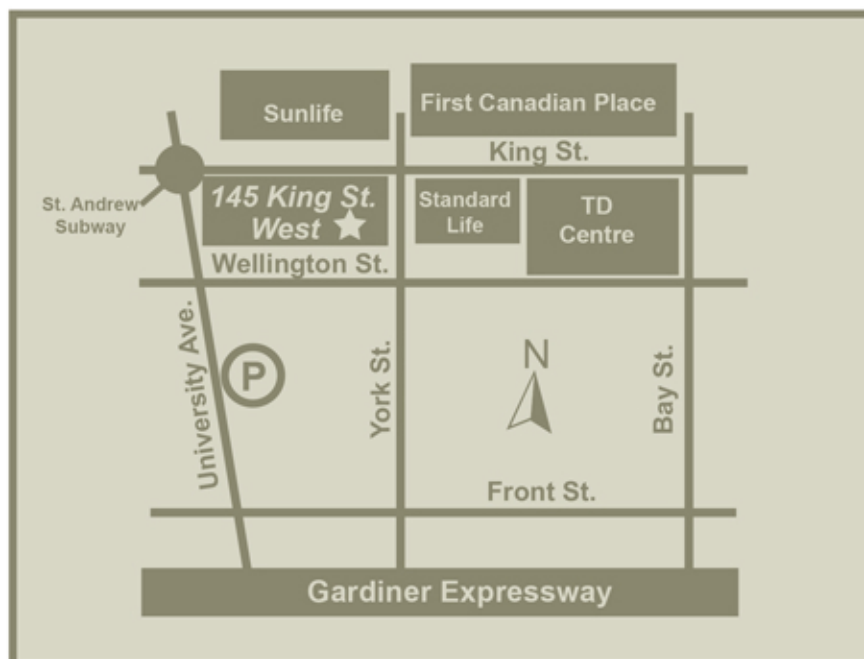 Sunlife
First Canadian Place
King St.
St. Andrew
Subway
145 King St.
West
Standard
Life
TD
Centre
Wellington St.
University Ave.
P
York St.
N
Bay St.
Front St.
Gardiner Expressway